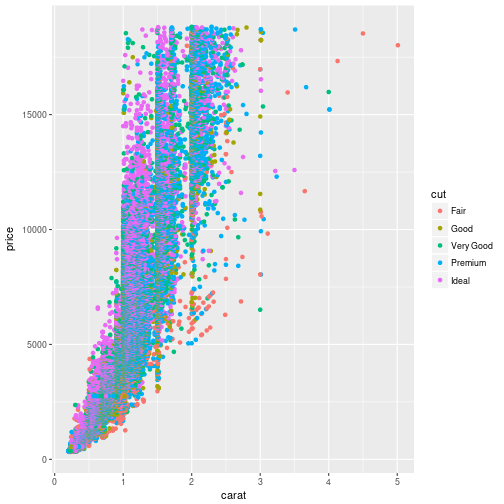 15000
10000
5000
0
price
0 1 2 3 4 5
carat
cut
Fair
Good
Very Good
Premium
Ideal